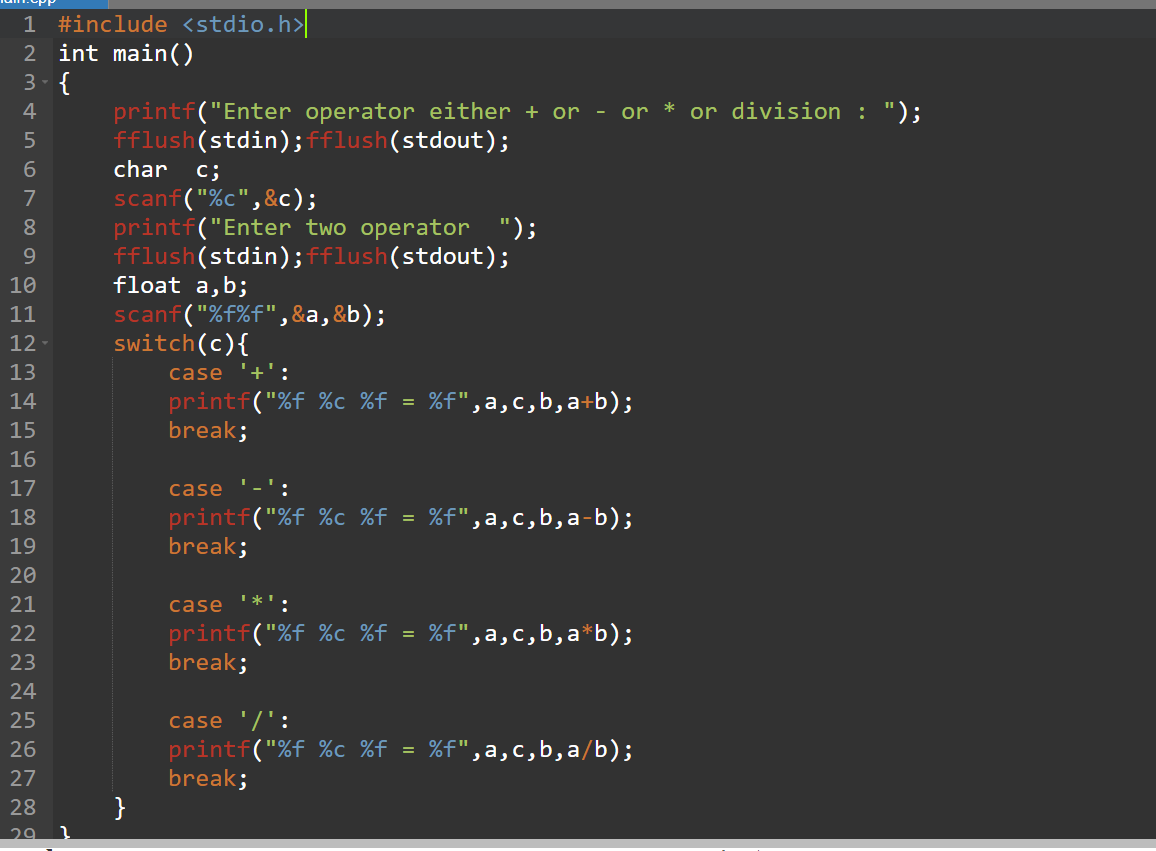 main.cpp
1 #include <stdio.h>
2 int main()
3 {
4 printf("Enter operator either + or - or * or division : ");
5 fflush(stdin);fflush(stdout);
6 char  c;
7 scanf("%c",&c);
8 printf("Enter two operator  ");
9 fflush(stdin);fflush(stdout);
10 float a,b;
11 scanf("%f%f",&a,&b);
12 switch(c){
13 case '+':
14 printf("%f %c %f = %f",a,c,b,a+b);
15 break;
16
17 case '-':
18 printf("%f %c %f = %f",a,c,b,a-b);
19 break;
20
21 case '*':
22 printf("%f %c %f = %f",a,c,b,a*b);
23 break;
24
25 case '/':
26 printf("%f %c %f = %f",a,c,b,a/b);
27 break;
28 }
29 }